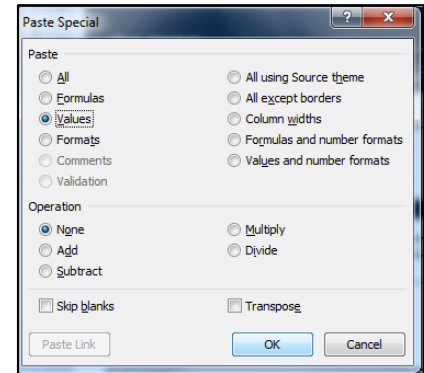 Paste Special
Paste
All
All using Source theme
Formulas
All except borders
Values
Column widths
Formats
Formulas and number formats
Comments
Values and number formats
Validation
Operation
None
Multiply
Add
Divide
Subtract
Skip blanks
Transpose
Paste Link
OK
Cancel